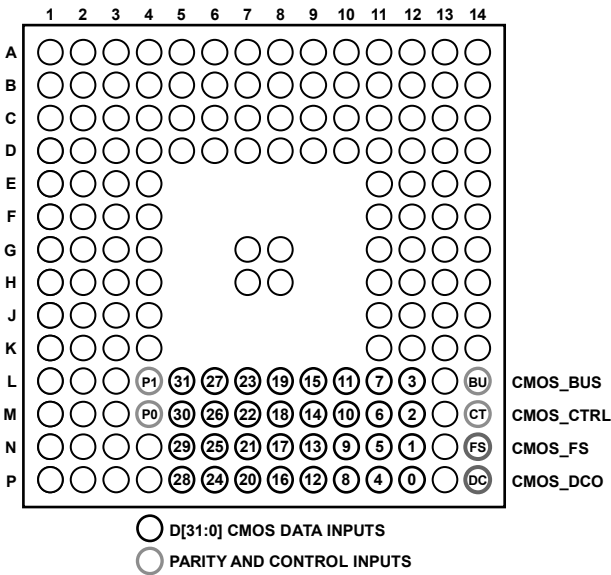 1 2 3 4 5 6 7 8 9 10 11 12 13 14
A
B
C
D
E
F
G
H
J
K
L P1 31 27 23 19 15 11 7 3 BU CMOS_BUS
M P0 30 26 22 18 14 10 6 2 CT CMOS_CTRL
N 29 25 21 17 13 9 5 1 FS CMOS_FS
P 28 24 20 16 12 8 4 0 DC CMOS_DCO
D[31:0] CMOS DATA INPUTS
PARITY AND CONTROL INPUTS